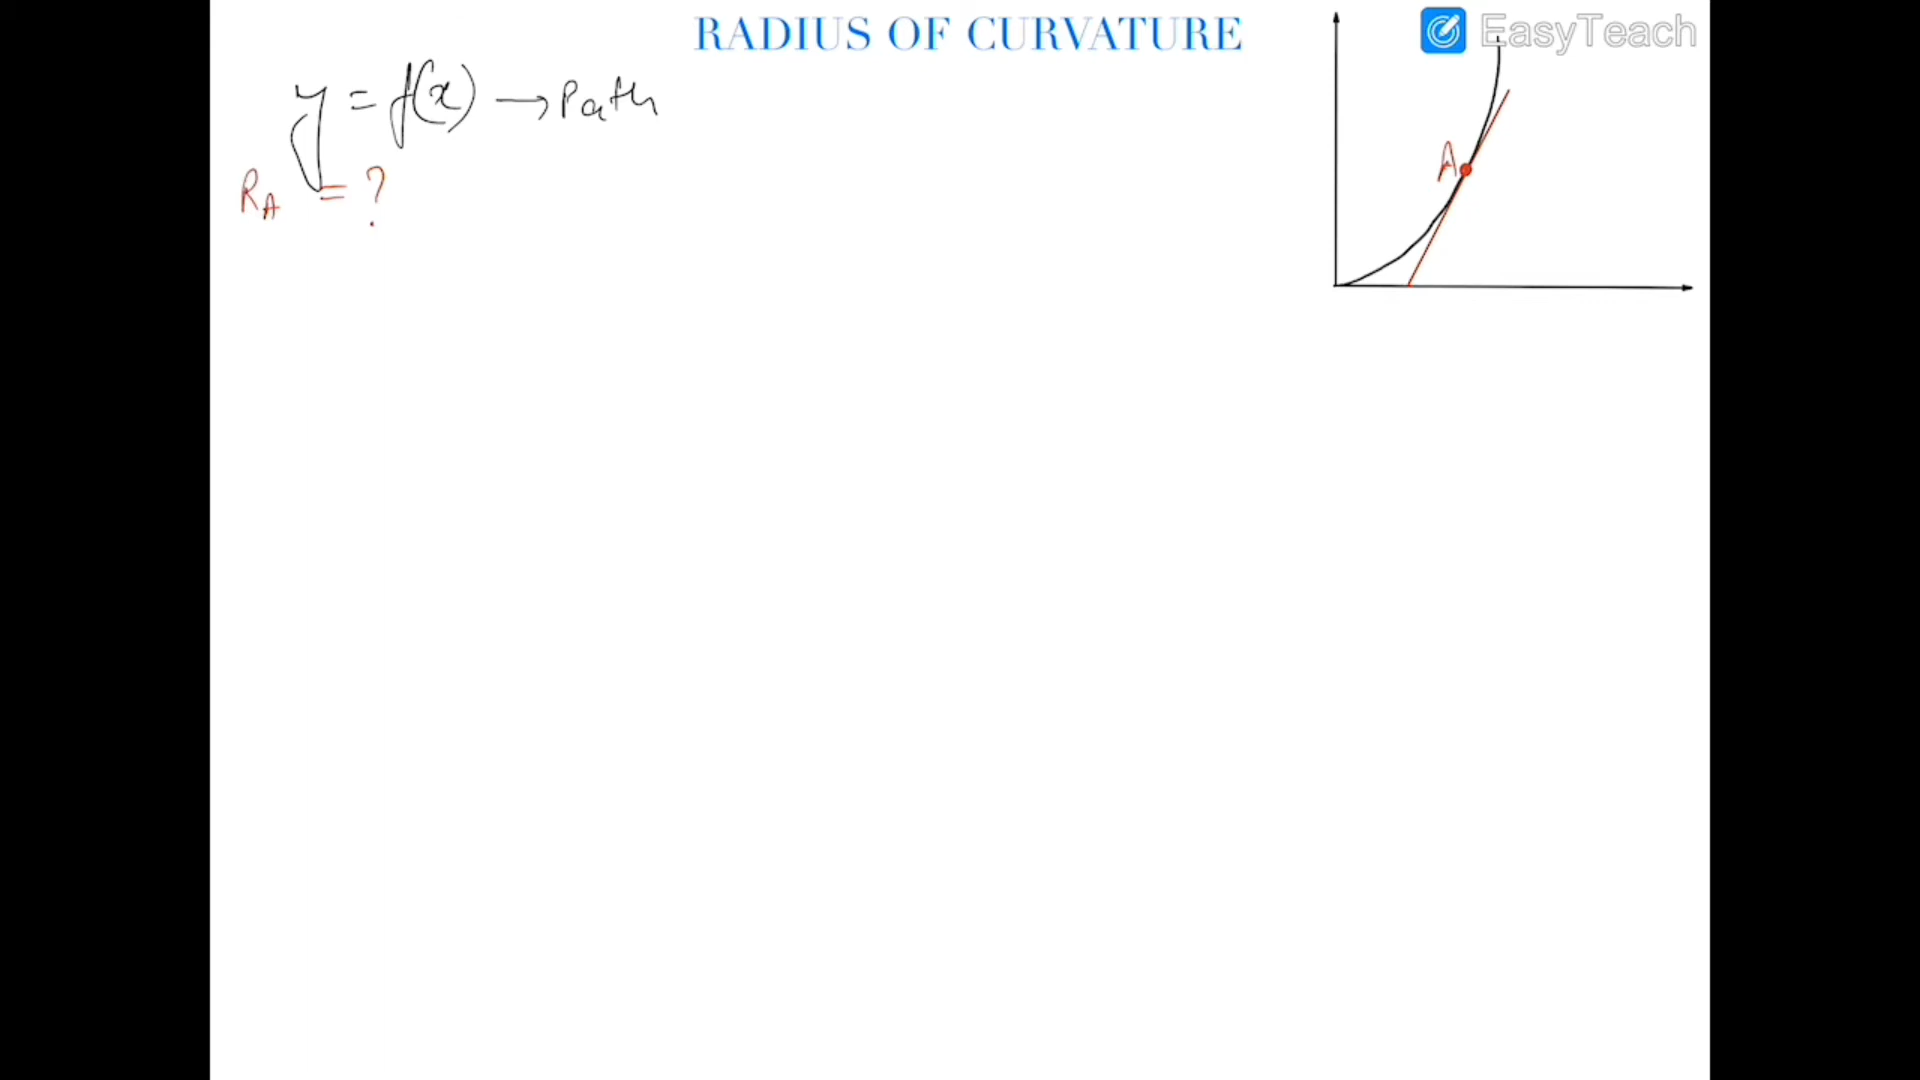 RADIUS OF CURVATURE
EasyTeach
y = f(x) → Path
R_A = ?
A